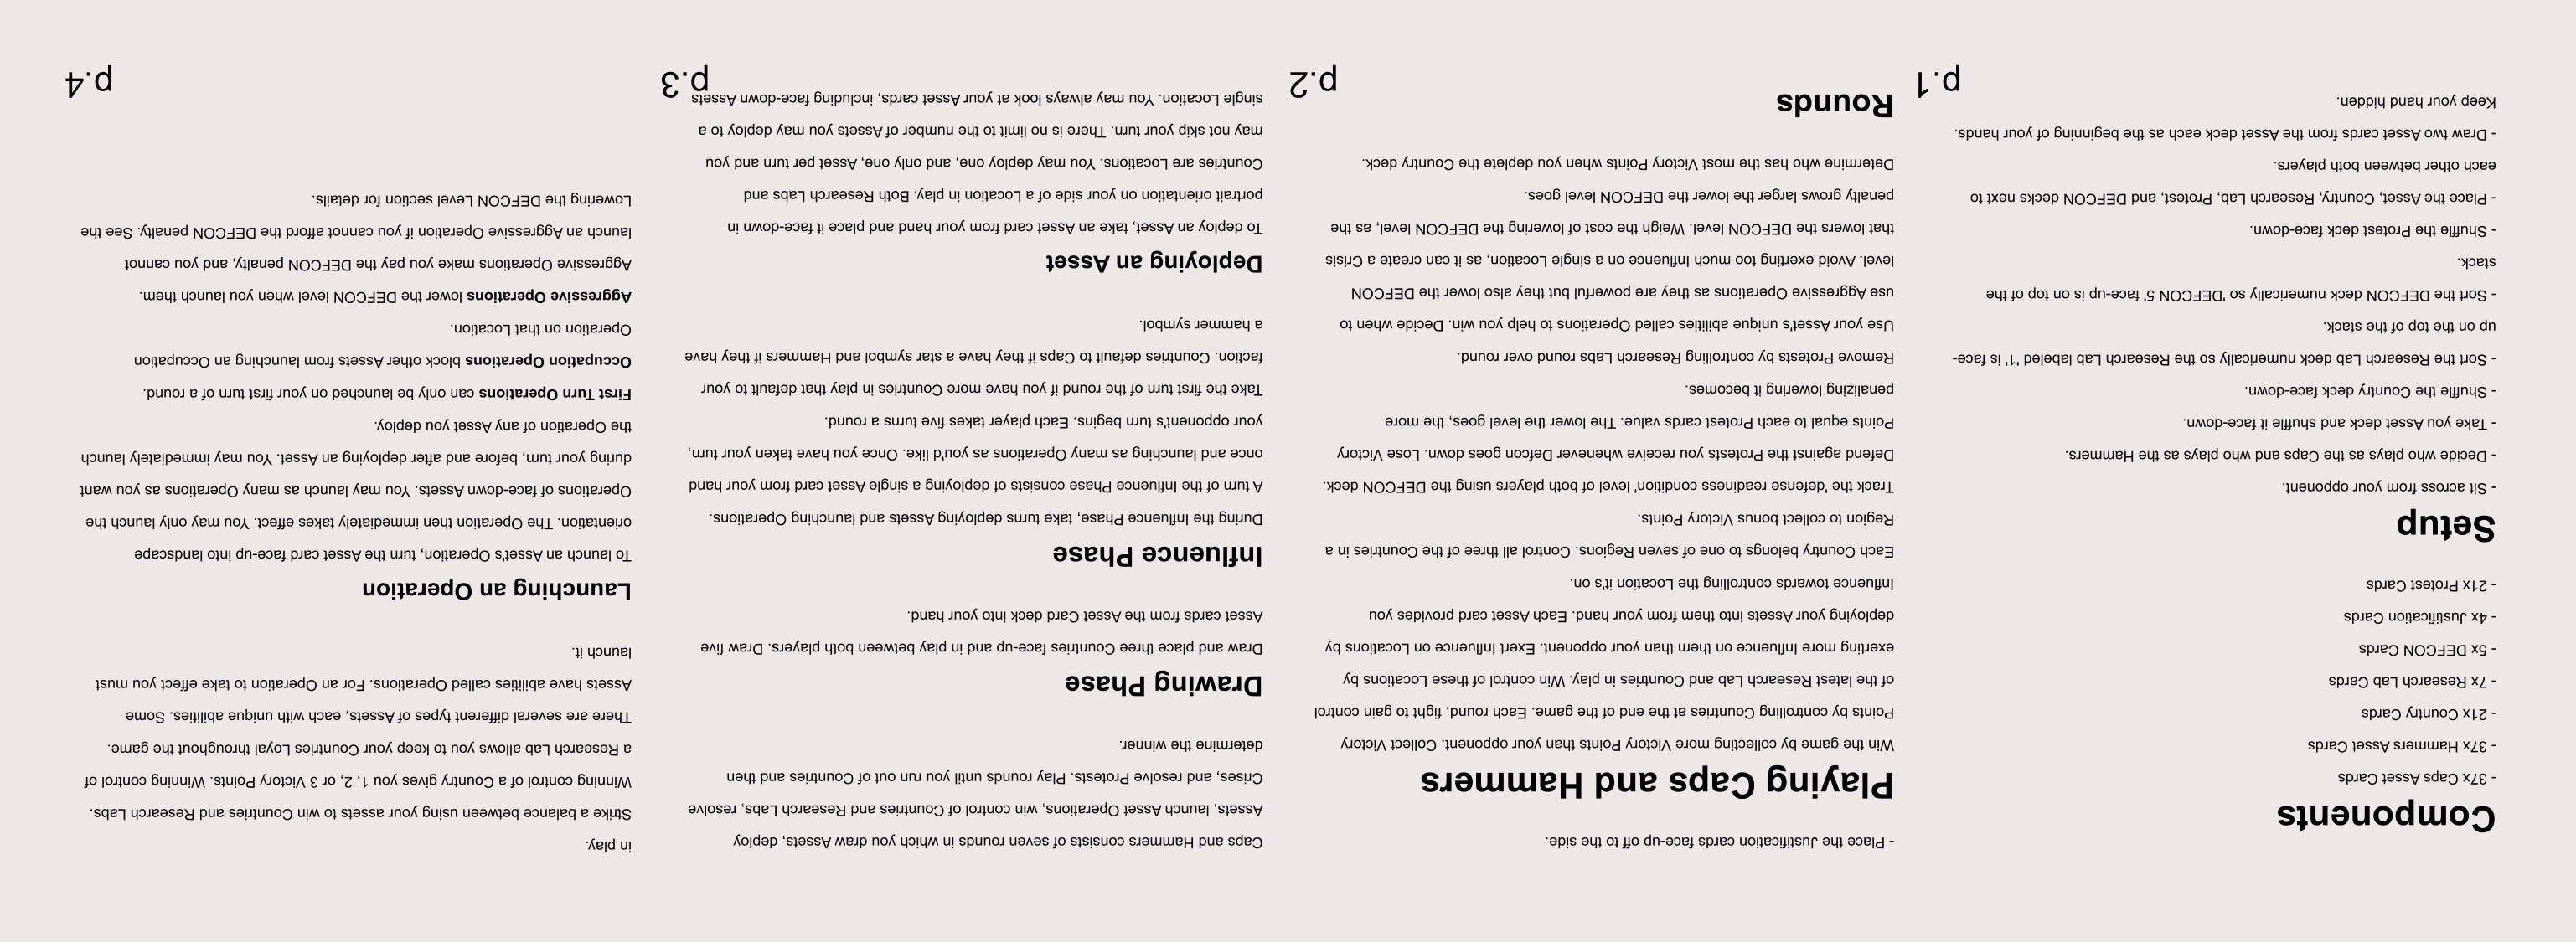 Components
- 37x Caps Asset Cards
- 37x Hammers Asset Cards
- 21x Country Cards
- 7x Research Lab Cards
- 5x DEFCON Cards
- 4x Justification Cards
- 21x Protest Cards
Setup
- Sit across from your opponent.
- Decide who plays as the Caps and who plays as the Hammers.
- Take you Asset deck and shuffle it face-down.
- Shuffle the Country deck face-down.
- Sort the Research Lab deck numerically so the Research Lab labeled '1' is face-
up on the top of the stack.
- Sort the DEFCON deck numerically so 'DEFCON 5' face-up is on top of the
stack.
- Shuffle the Protest deck face-down.
- Place the Asset, Country, Research Lab, Protest, and DEFCON decks next to
each other between both players.
- Draw two Asset cards from the Asset deck each as the beginning of your hands.
Keep your hand hidden.
p.1
- Place the Justification cards face-up off to the side.
Playing Caps and Hammers
Win the game by collecting more Victory Points than your opponent. Collect Victory
Points by controlling Countries at the end of the game. Each round, fight to gain control
of the latest Research Lab and Countries in play. Win control of these Locations by
exerting more Influence on them than your opponent. Exert Influence on Locations by
deploying your Assets into them from your hand. Each Asset card provides you
Influence towards controlling the Location it's on.
Each Country belongs to one of seven Regions. Control all three of the Countries in a
Region to collect bonus Victory Points.
Track the 'defense readiness condition' level of both players using the DEFCON deck.
Defend against the Protests you receive whenever Defcon goes down. Lose Victory
Points equal to each Protest cards value. The lower the level goes, the more
penalizing lowering it becomes.
Remove Protests by controlling Research Labs round over round.
Use your Asset's unique abilities called Operations to help you win. Decide when to
use Aggressive Operations as they are powerful but they also lower the DEFCON
level. Avoid exerting too much Influence on a single Location, as it can create a Crisis
that lowers the DEFCON level. Weigh the cost of lowering the DEFCON level, as the
penalty grows larger the lower the DEFCON level goes.
Determine who has the most Victory Points when you deplete the Country deck.
Rounds
p.2
Caps and Hammers consists of seven rounds in which you draw Assets, deploy
Assets, launch Asset Operations, win control of Countries and Research Labs, resolve
Crises, and resolve Protests. Play rounds until you run out of Countries and then
determine the winner.
Drawing Phase
Draw and place three Countries face-up and in play between both players. Draw five
Asset cards from the Asset Card deck into your hand.
Influence Phase
During the Influence Phase, take turns deploying Assets and launching Operations.
A turn of the Influence Phase consists of deploying a single Asset card from your hand
once and launching as many Operations as you'd like. Once you have taken your turn,
your opponent's turn begins. Each player takes five turns a round.
Take the first turn of the round if you have more Countries in play that default to your
faction. Countries default to Caps if they have a star symbol and Hammers if they have
a hammer symbol.
Deploying an Asset
To deploy an Asset, take an Asset card from your hand and place it face-down in
portrait orientation on your side of a Location in play. Both Research Labs and
Countries are Locations. You may deploy one, and only one, Asset per turn and you
may not skip your turn. There is no limit to the number of Assets you may deploy to a
single Location. You may always look at your Asset cards, including face-down Assets
p.3
in play.
Strike a balance between using your assets to win Countries and Research Labs.
Winning control of a Country gives you 1, 2, or 3 Victory Points. Winning control of
a Research Lab allows you to keep your Countries Loyal throughout the game.
There are several different types of Assets, each with unique abilities. Some
Assets have abilities called Operations. For an Operation to take effect you must
launch it.
Launching an Operation
To launch an Asset's Operation, turn the Asset card face-up into landscape
orientation. The Operation then immediately takes effect. You may only launch the
Operations of face-down Assets. You may launch as many Operations as you want
during your turn, before and after deploying an Asset. You may immediately launch
the Operation of any Asset you deploy.
First Turn Operations can only be launched on your first turn of a round.
Occupation Operations block other Assets from launching an Occupation
Operation on that Location.
Aggressive Operations lower the DEFCON level when you launch them.
Aggressive Operations make you pay the DEFCON penalty, and you cannot
launch an Aggressive Operation if you cannot afford the DEFCON penalty. See the
Lowering the DEFCON Level section for details.
p.4